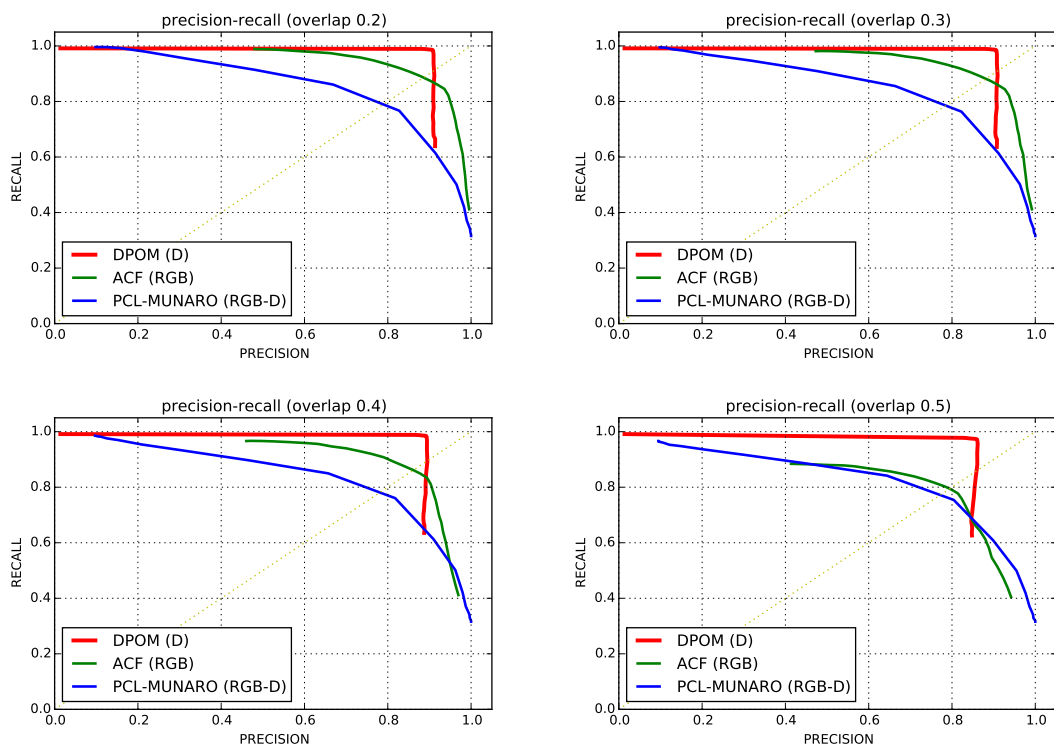 precision-recall (overlap 0.2)
1.0
0.8
0.6
0.4
0.2
0.0
RECALL
DPOM (D)
ACF (RGB)
PCL-MUNARO (RGB-D)
0.0 0.2 0.4 0.6 0.8 1.0
PRECISION
precision-recall (overlap 0.3)
1.0
0.8
0.6
0.4
0.2
0.0
RECALL
DPOM (D)
ACF (RGB)
PCL-MUNARO (RGB-D)
0.0 0.2 0.4 0.6 0.8 1.0
PRECISION
precision-recall (overlap 0.4)
1.0
0.8
0.6
0.4
0.2
0.0
RECALL
DPOM (D)
ACF (RGB)
PCL-MUNARO (RGB-D)
0.0 0.2 0.4 0.6 0.8 1.0
PRECISION
precision-recall (overlap 0.5)
1.0
0.8
0.6
0.4
0.2
0.0
RECALL
DPOM (D)
ACF (RGB)
PCL-MUNARO (RGB-D)
0.0 0.2 0.4 0.6 0.8 1.0
PRECISION